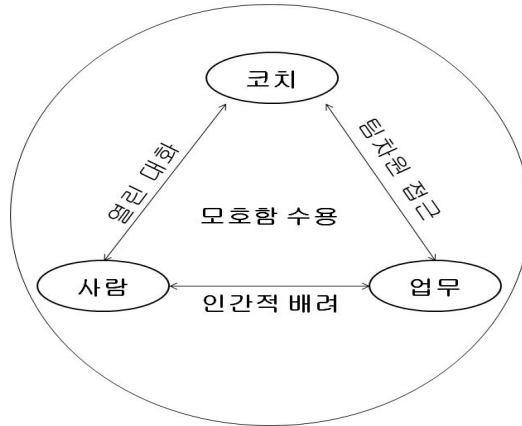 코치
열린 대화
팀차원 접근
모호함 수용
사람
업무
인간적 배려